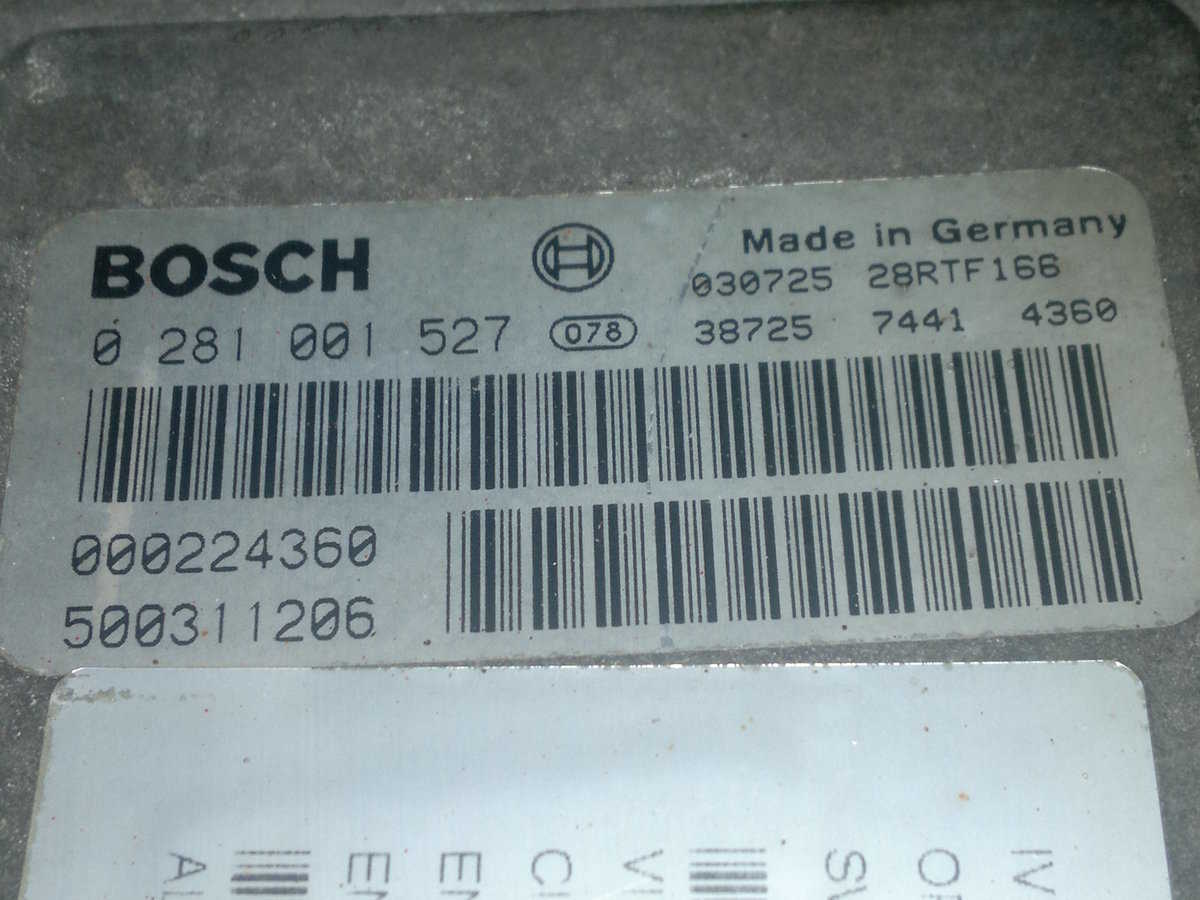 BOSCH
Made in Germany
030725 28RTF166
0 281 001 527 078 38725 7441 4360
000224360
500311206